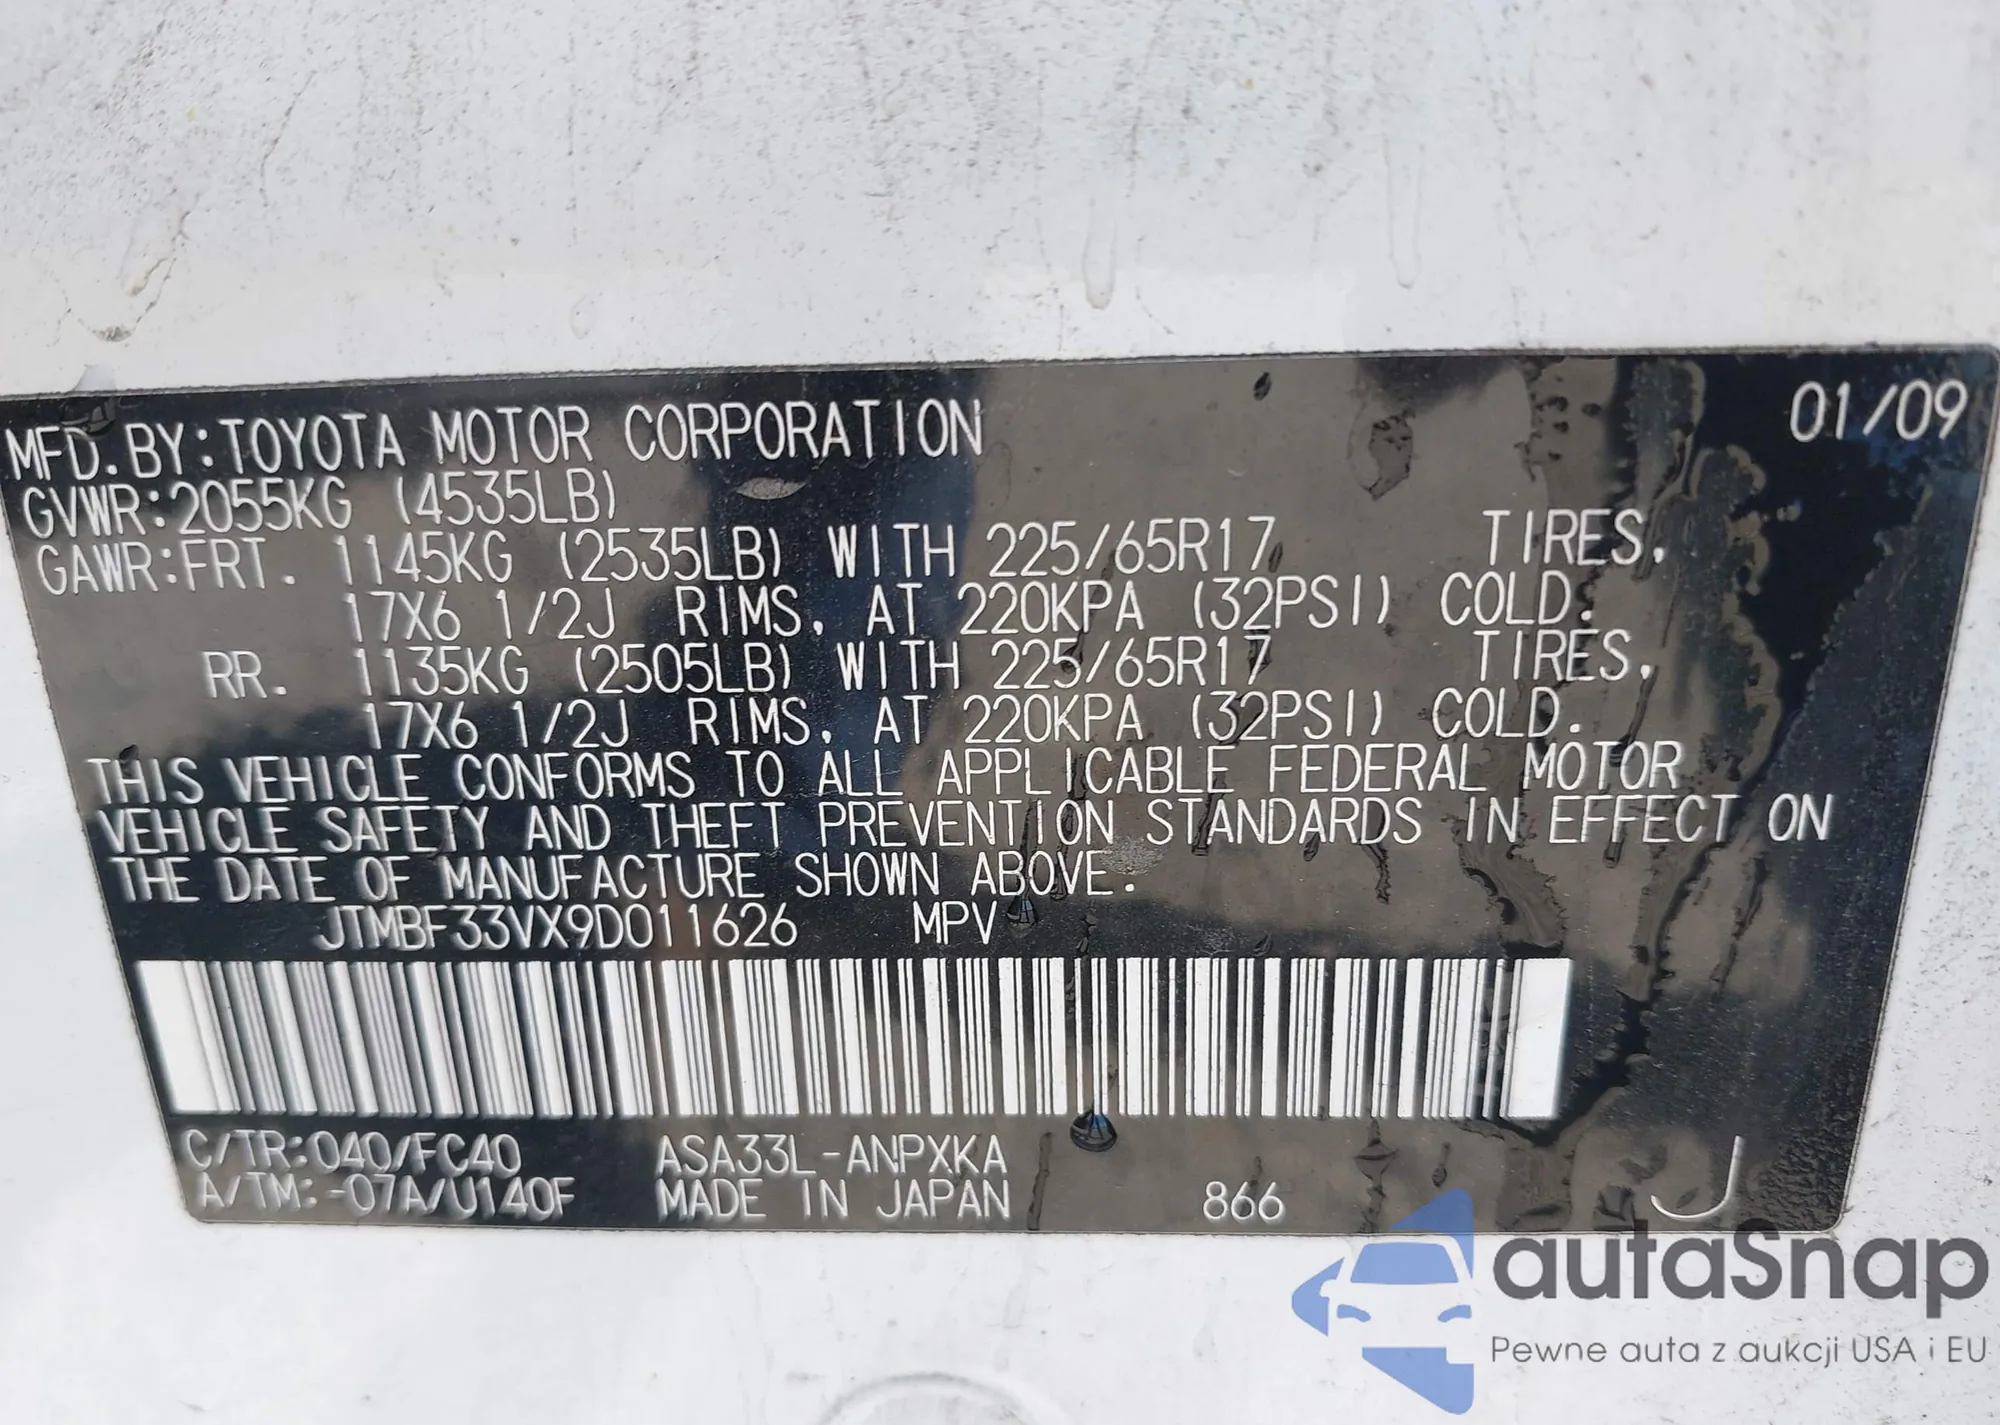 01/09
MFD.BY:TOYOTA MOTOR CORPORATION
GVWR:2055KG (4535LB)
GAWR:FRT. 1145KG (2535LB) WITH 225/65R17 TIRES,
17X6 1/2J RIMS, AT 220KPA (32PSI) COLD.
RR. 1135KG (2505LB) WITH 225/65R17 TIRES,
17X6 1/2J RIMS, AT 220KPA (32PSI) COLD.
THIS VEHICLE CONFORMS TO ALL APPLICABLE FEDERAL MOTOR
VEHICLE SAFETY AND THEFT PREVENTION STANDARDS IN EFFECT ON
THE DATE OF MANUFACTURE SHOWN ABOVE.
JTMBF33VX9D011626 MPV
C/TR:040/FC40 ASA33L-ANPXKA
A/TM:-07A/U140F MADE IN JAPAN 866 J
autaSnap
Pewne auta z aukcji USA i EU